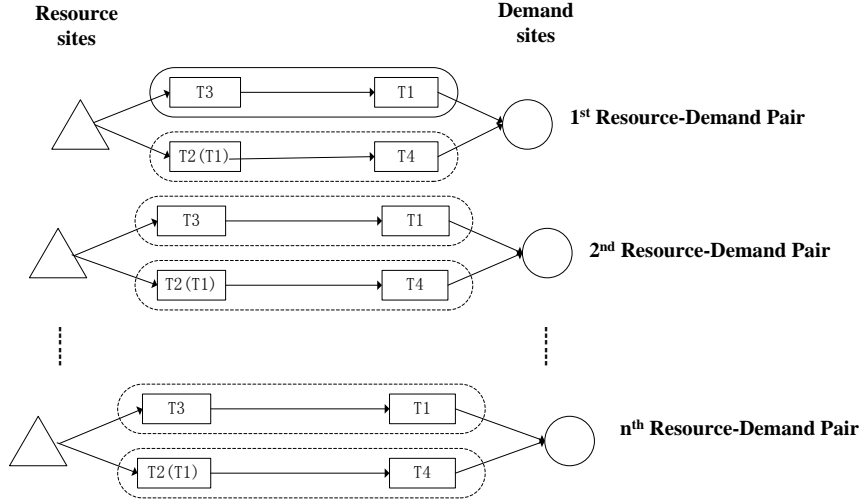 Resource
sites
Demand
sites
T3
T1
1st Resource-Demand Pair
T2(T1)
T4
T3
T1
2nd Resource-Demand Pair
T2(T1)
T4
T3
T1
nth Resource-Demand Pair
T2(T1)
T4